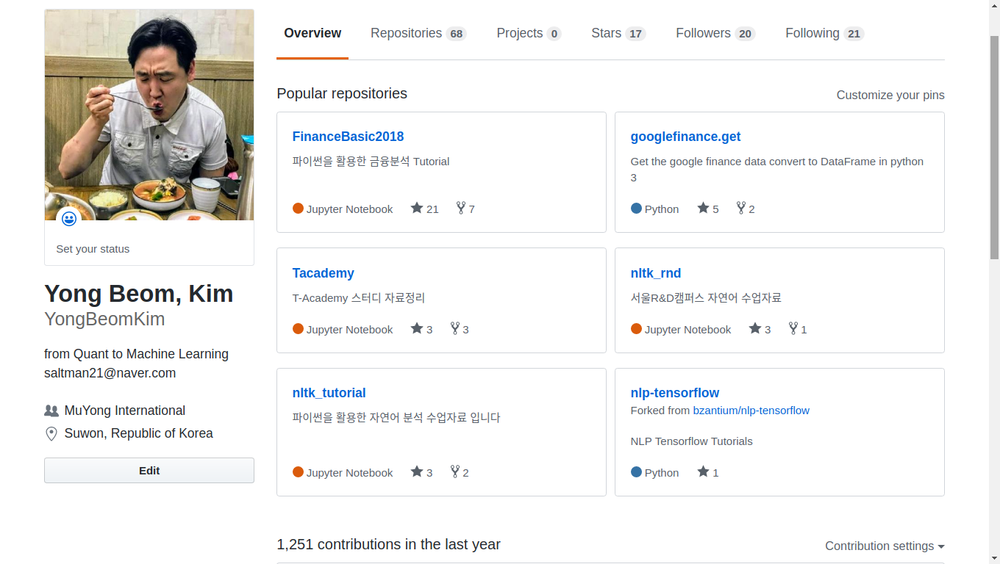 Overview Repositories 68 Projects 0 Stars 17 Followers 20 Following 21
Set your status
Yong Beom, Kim
YongBeomKim
from Quant to Machine Learning
saltman21@naver.com
MuYong International
Suwon, Republic of Korea
Edit
Popular repositories
Customize your pins
FinanceBasic2018
파이썬을 활용한 금융분석 Tutorial
Jupyter Notebook 21 7
googlefinance.get
Get the google finance data convert to DataFrame in python
3
Python 5 2
Tacademy
T-Academy 스터디 자료정리
Jupyter Notebook 3 3
nltk_rnd
서울R&D캠퍼스 자연어 수업자료
Jupyter Notebook 3 1
nltk_tutorial
파이썬을 활용한 자연어 분석 수업자료 입니다
Jupyter Notebook 3 2
nlp-tensorflow
Forked from bzantium/nlp-tensorflow
NLP Tensorflow Tutorials
Python 1
1,251 contributions in the last year
Contribution settings